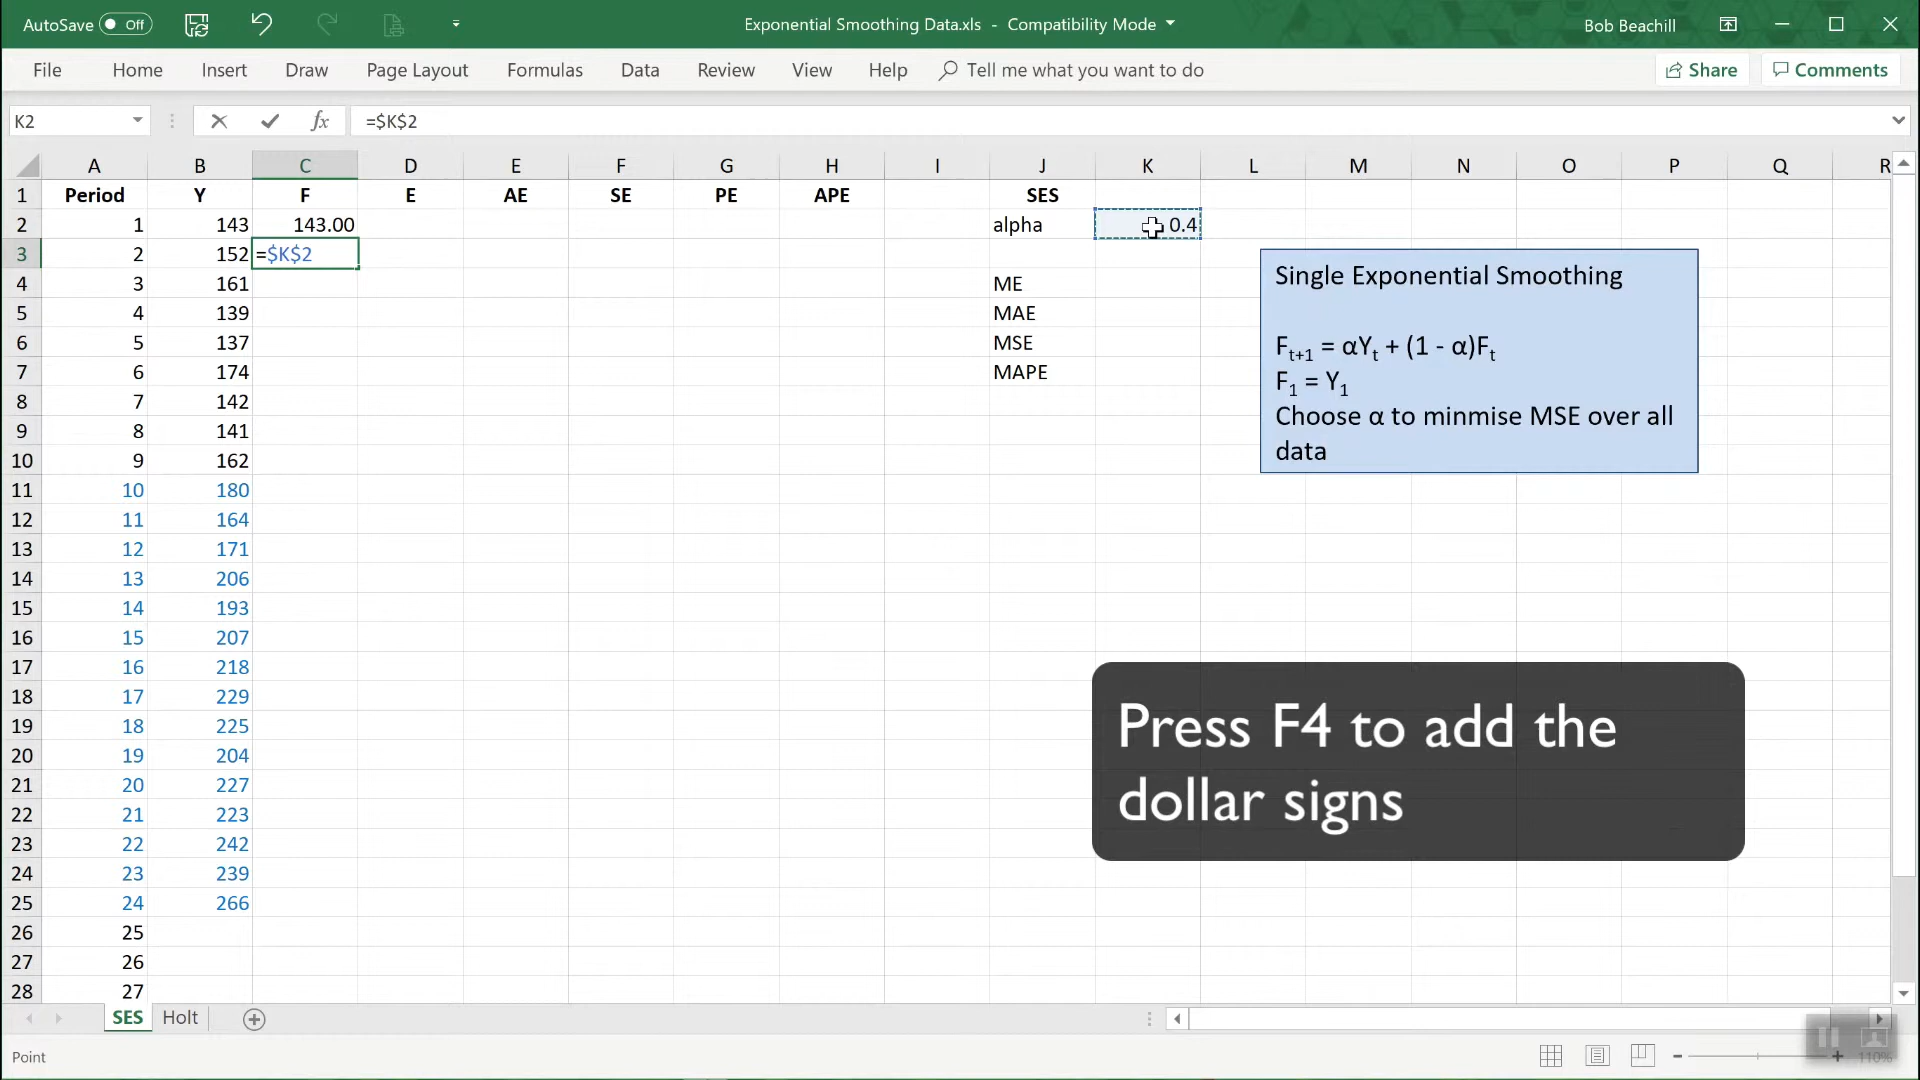 AutoSave Off Exponential Smoothing Data.xls - Compatibility Mode Bob Beachill
File Home Insert Draw Page Layout Formulas Data Review View Help Tell me what you want to do Share Comments
K2 fx =$K$2
A B C D E F G H I J K L M N O P Q R
1 Period Y F E AE SE PE APE SES
2 1 143 143.00 alpha 0.4
3 2 152 =$K$2
4 3 161 ME
5 4 139 MAE
6 5 137 MSE
7 6 174 MAPE
8 7 142
9 8 141
10 9 162
11 10 180
12 11 164
13 12 171
14 13 206
15 14 193
16 15 207
17 16 218
18 17 229
19 18 225
20 19 204
21 20 227
22 21 223
23 22 242
24 23 239
25 24 266
26 25
27 26
28 27
Single Exponential Smoothing
Fₜ₊₁ = αYₜ + (1 - α)Fₜ
F₁ = Y₁
Choose α to minmise MSE over all
data
Press F4 to add the
dollar signs
SES Holt
Point 110%